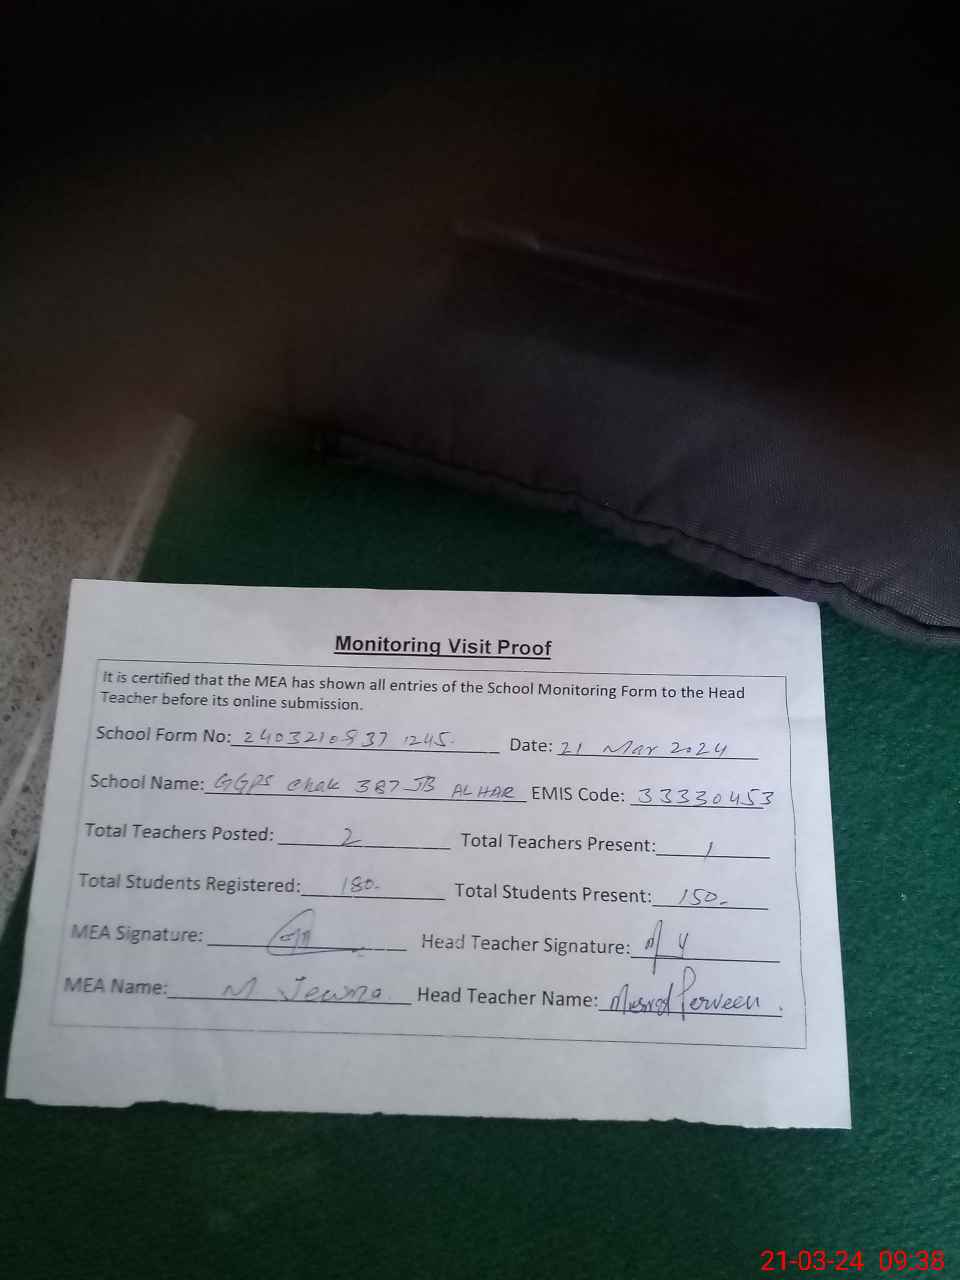 Monitoring Visit Proof
It is certified that the MEA has shown all entries of the School Monitoring Form to the Head
Teacher before its online submission.
School Form No: 2403210937 1245. Date: 21 Mar 2024
School Name: GGPS Chak 387 JB ALHAR EMIS Code: 33330453
Total Teachers Posted: 2 Total Teachers Present: 1
Total Students Registered: 180. Total Students Present: 150.
MEA Signature: Head Teacher Signature:
MEA Name: M Head Teacher Name: Perveen.
21-03-24 09:38